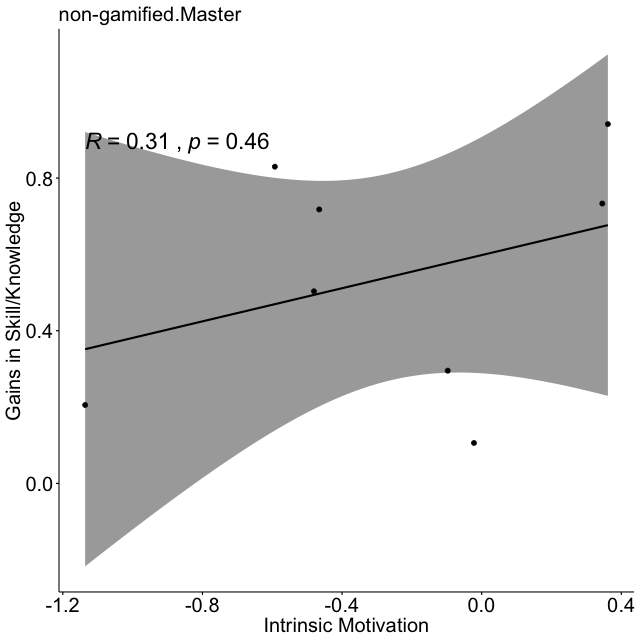 non-gamified.Master
R = 0.31 , p = 0.46
0.8
0.4
0.0
Gains in Skill/Knowledge
-1.2 -0.8 -0.4 0.0 0.4
Intrinsic Motivation